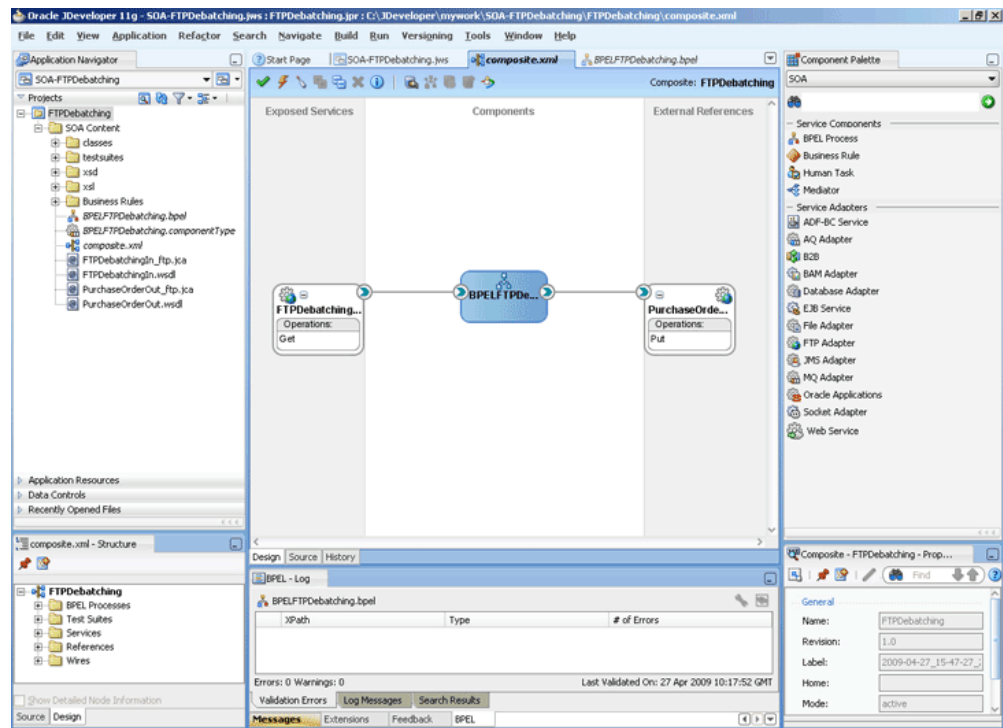 Oracle JDeveloper 11g - SOA-FTPDebatching.jws : FTPDebatching.jpr : C:\JDeveloper\mywork\SOA-FTPDebatching\FTPDebatching\composite.xml
File Edit View Application Refactor Search Navigate Build Run Versioning Tools Window Help
Application Navigator
SOA-FTPDebatching
Projects
FTPDebatching
SOA Content
classes
testsuites
xsd
xsl
Business Rules
BPELFTPDebatching.bpel
BPELFTPDebatching.componentType
composite.xml
FTPDebatchingIn_ftp.jca
FTPDebatchingIn.wsdl
PurchaseOrderOut_ftp.jca
PurchaseOrderOut.wsdl
Application Resources
Data Controls
Recently Opened Files
composite.xml - Structure
FTPDebatching
BPEL Processes
Test Suites
Services
References
Wires
Show Detailed Node Information
Source Design
Start Page SOA-FTPDebatching.jws composite.xml BPELFTPDebatching.bpel
Composite: FTPDebatching
Exposed Services Components External References
FTPDebatching...
Operations:
Get
BPELFTPDe...
PurchaseOrde...
Operations:
Put
Design Source History
BPEL - Log
BPELFTPDebatching.bpel
XPath Type # of Errors
Errors: 0 Warnings: 0 Last Validated On: 27 Apr 2009 10:17:52 GMT
Validation Errors Log Messages Search Results
Messages Extensions Feedback BPEL
Component Palette
SOA
Service Components
BPEL Process
Business Rule
Human Task
Mediator
Service Adapters
ADF-BC Service
AQ Adapter
B2B
BAM Adapter
Database Adapter
EJB Service
File Adapter
FTP Adapter
JMS Adapter
MQ Adapter
Oracle Applications
Socket Adapter
Web Service
Composite - FTPDebatching - Prop...
Find
General
Name: FTPDebatching
Revision: 1.0
Label: 2009-04-27_15-47-27_
Home:
Mode: active